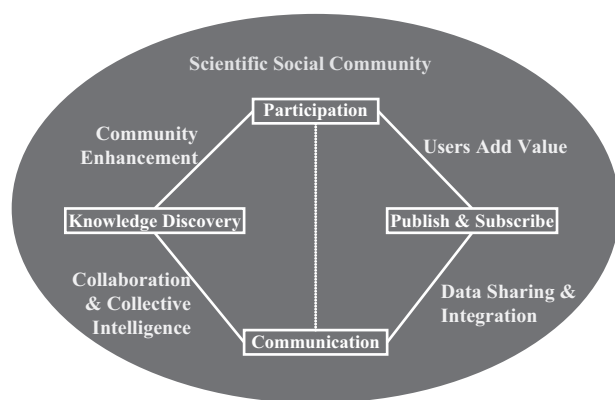 Scientific Social Community
Participation
Community
Enhancement
Users Add Value
Knowledge Discovery
Publish & Subscribe
Collaboration
& Collective
Intelligence
Data Sharing &
Integration
Communication